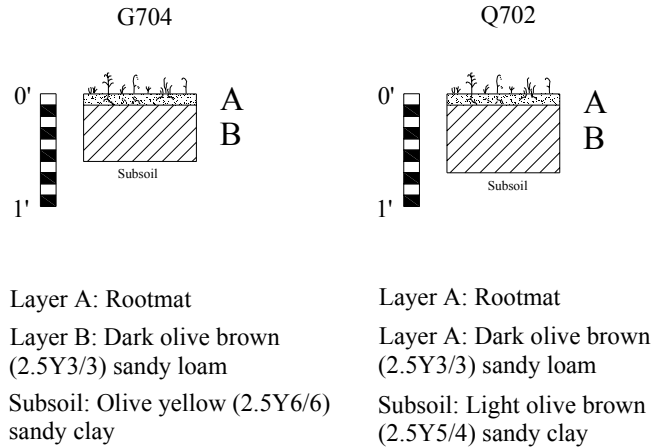 G704
0'
A
B
Subsoil
1'
Layer A: Rootmat
Layer B: Dark olive brown
(2.5Y3/3) sandy loam
Subsoil: Olive yellow (2.5Y6/6)
sandy clay
Q702
0'
A
B
Subsoil
1'
Layer A: Rootmat
Layer A: Dark olive brown
(2.5Y3/3) sandy loam
Subsoil: Light olive brown
(2.5Y5/4) sandy clay